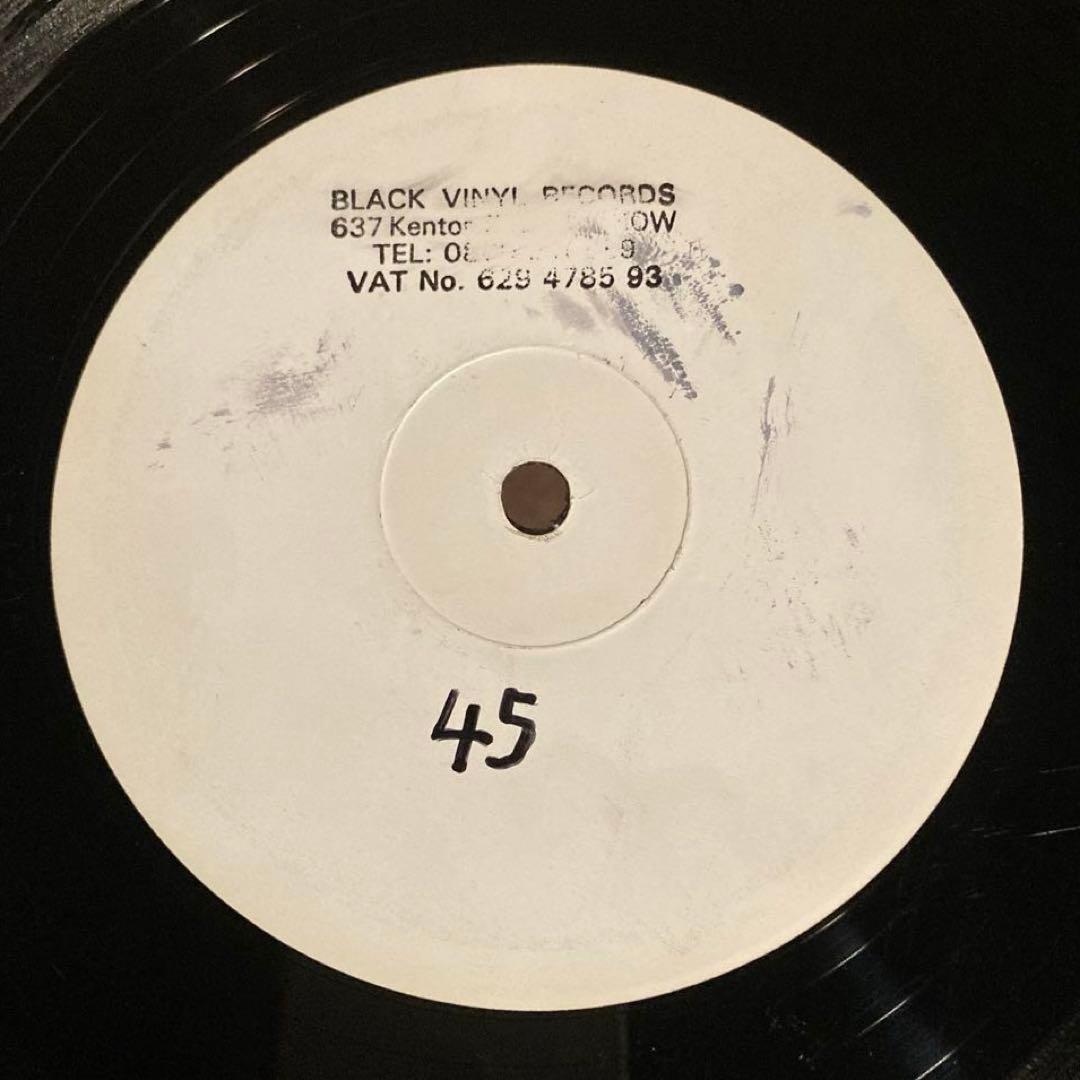 BLACK VINYL RECORDS
637
TEL:
VAT No. 629 4785 93
45